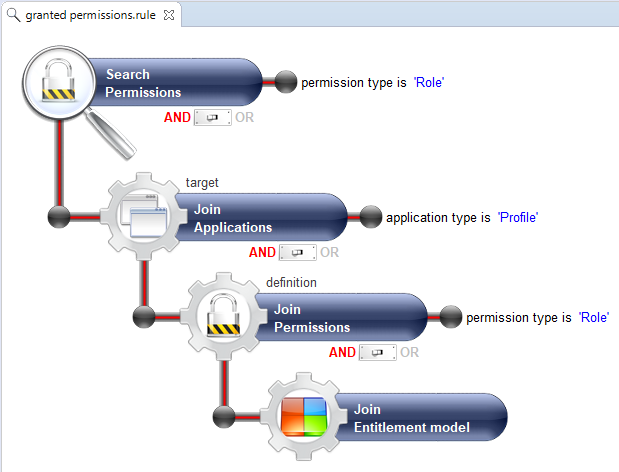 granted permissions.rule
Search
Permissions
permission type is 'Role'
AND OR
target
Join
Applications
application type is 'Profile'
AND OR
definition
Join
Permissions
permission type is 'Role'
AND OR
Join
Entitlement model